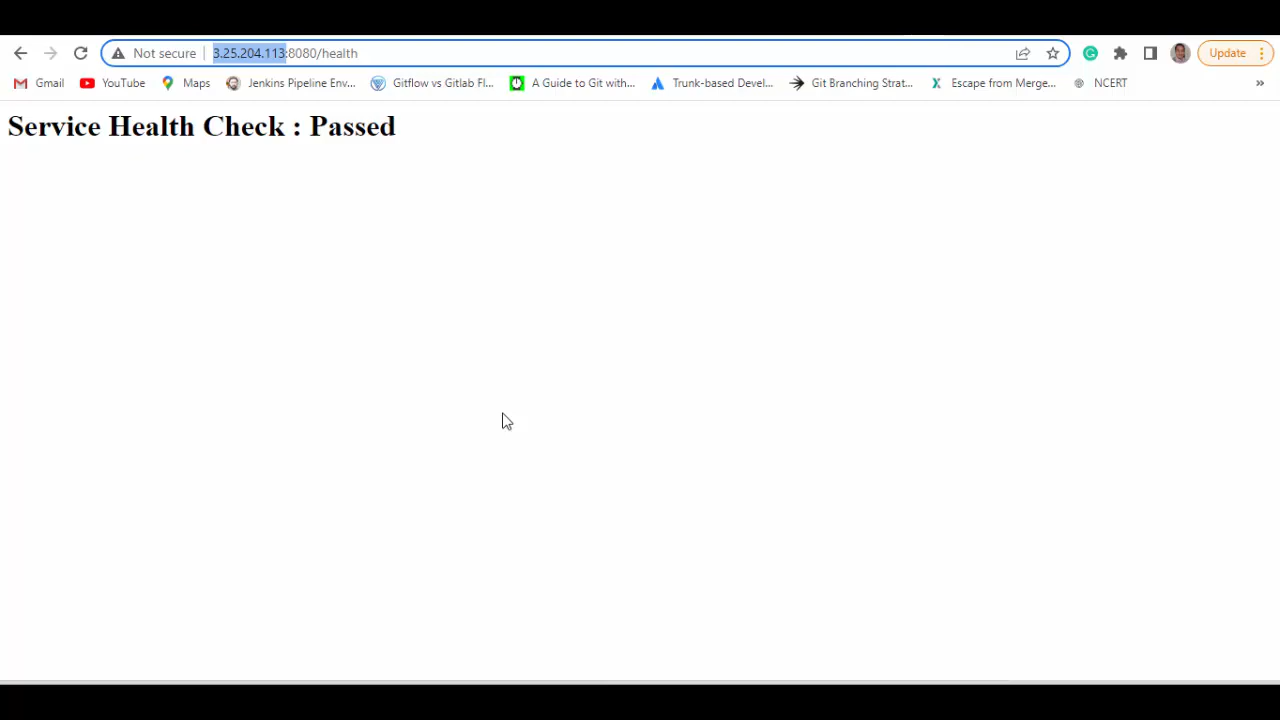 Not secure 3.25.204.113:8080/health Update
Gmail YouTube Maps Jenkins Pipeline Env... Gitflow vs Gitlab Fl... A Guide to Git with... Trunk-based Devel... Git Branching Strat... Escape from Merge... NCERT »
Service Health Check : Passed